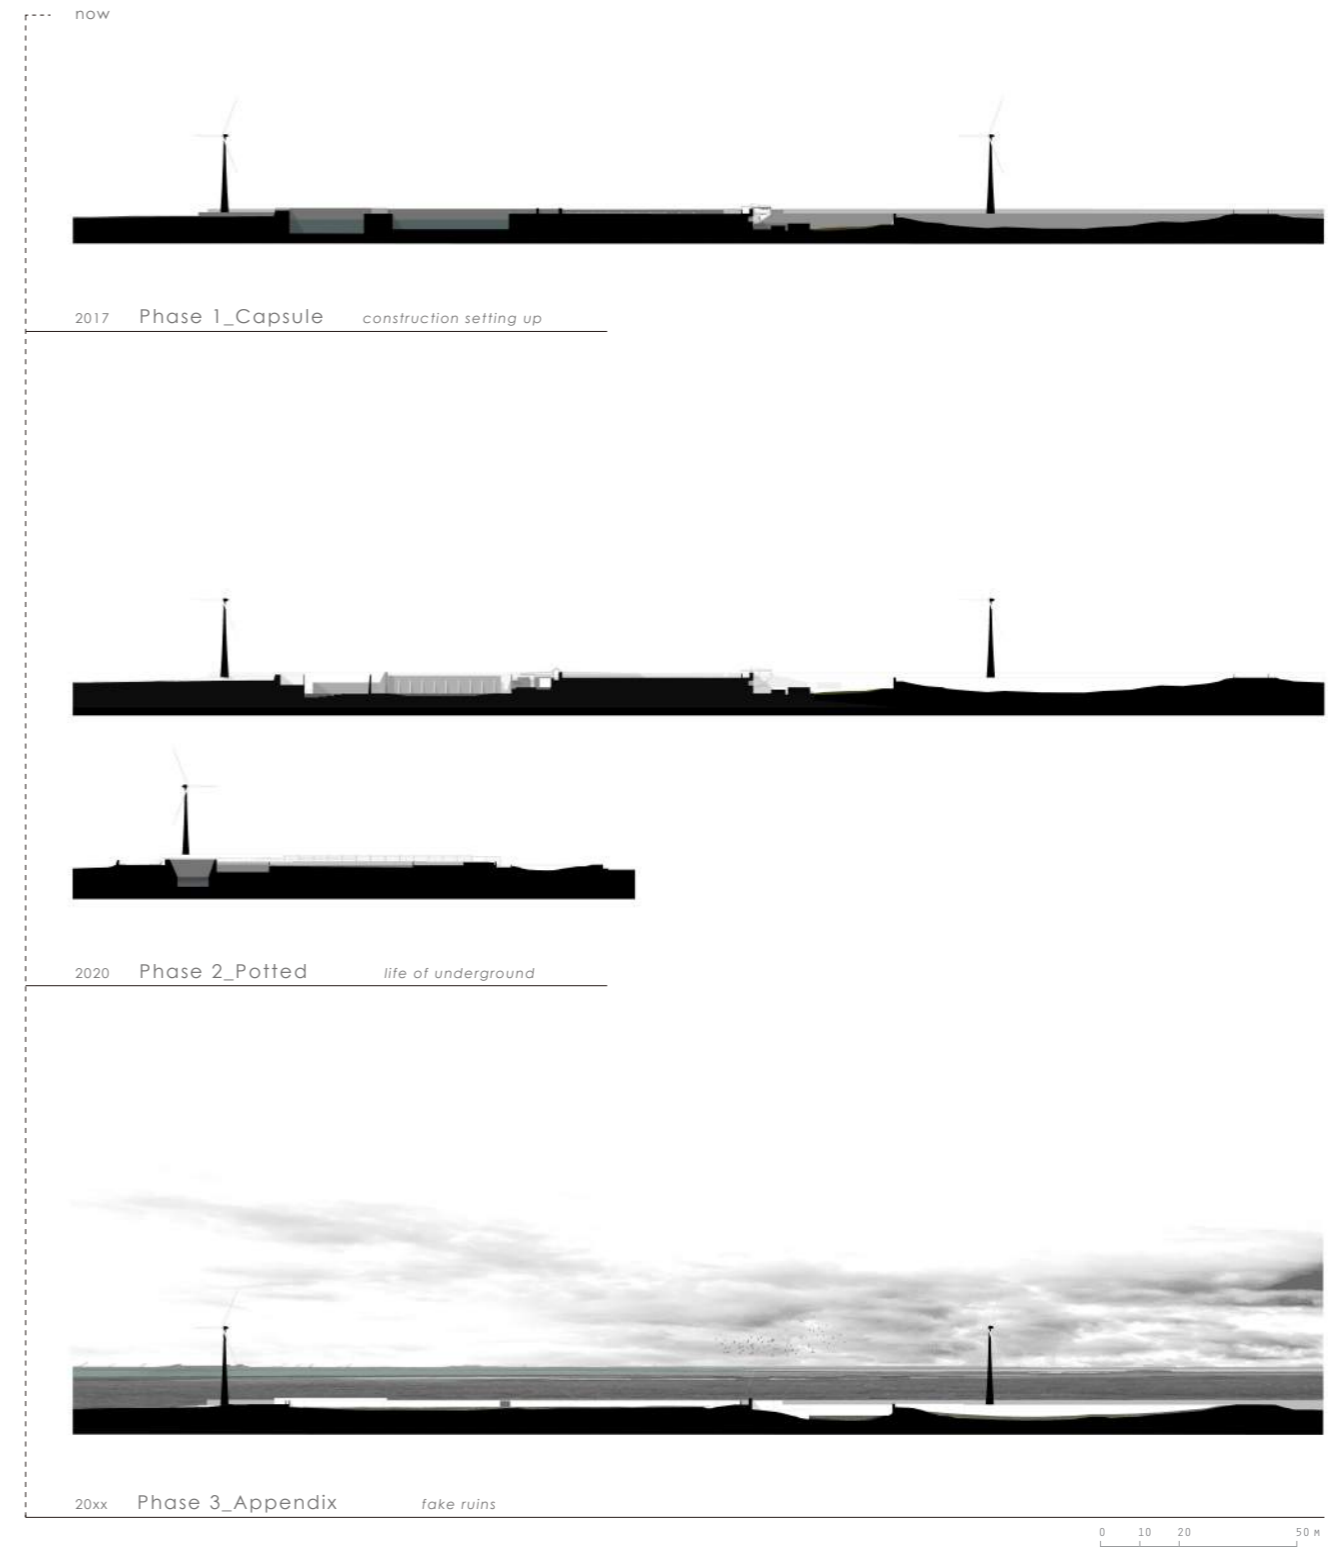 now
2017 Phase 1_Capsule construction setting up
2020 Phase 2_Potted life of underground
20xx Phase 3_Appendix fake ruins
0 10 20 50 M